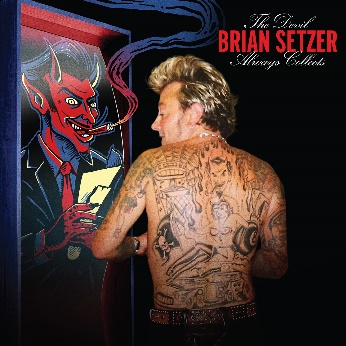 The Devil
BRIAN SETZER
Always Collects